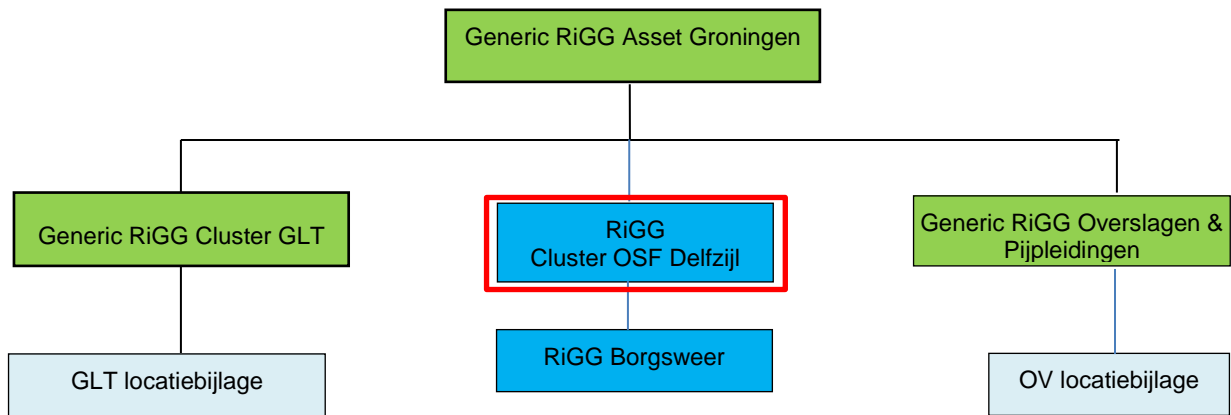 Generic RiGG Asset Groningen
Generic RiGG Cluster GLT
RiGG
Cluster OSF Delfzijl
Generic RiGG Overslagen &
Pijpleidingen
GLT locatiebijlage
RiGG Borgsweer
OV locatiebijlage